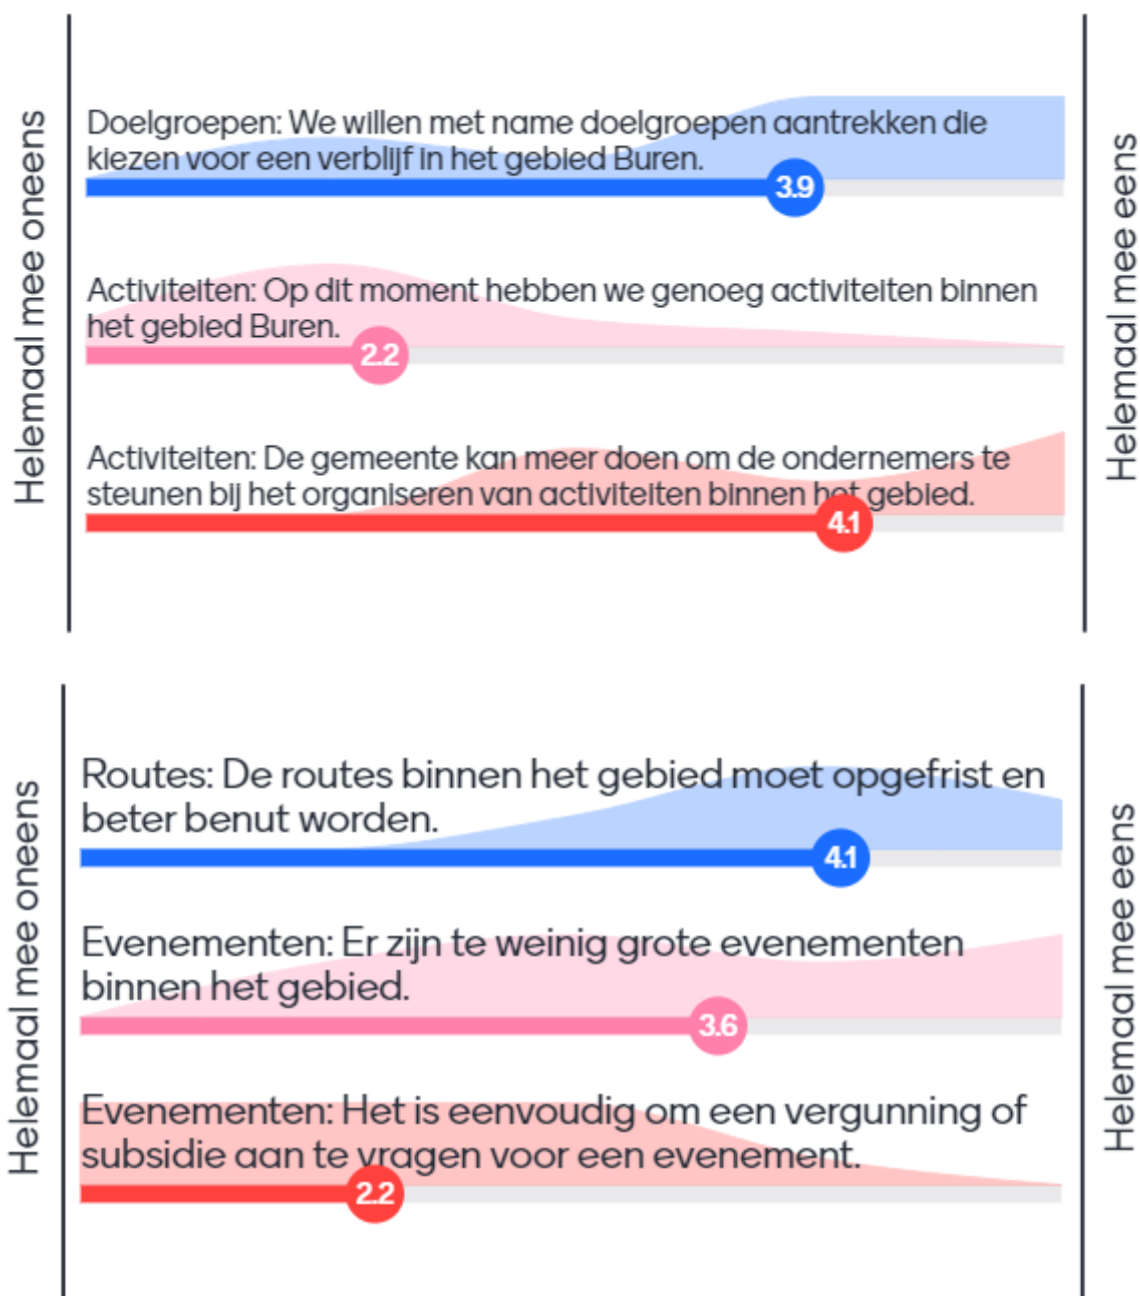 Helemaal mee oneens
Doelgroepen: We willen met name doelgroepen aantrekken die
kiezen voor een verblijf in het gebied Buren.
3.9
Activiteiten: Op dit moment hebben we genoeg activiteiten binnen
het gebied Buren.
2.2
Activiteiten: De gemeente kan meer doen om de ondernemers te
steunen bij het organiseren van activiteiten binnen het gebied.
4.1
Helemaal mee eens
Helemaal mee oneens
Routes: De routes binnen het gebied moet opgefrist en
beter benut worden.
4.1
Evenementen: Er zijn te weinig grote evenementen
binnen het gebied.
3.6
Evenementen: Het is eenvoudig om een vergunning of
subsidie aan te vragen voor een evenement.
2.2
Helemaal mee eens